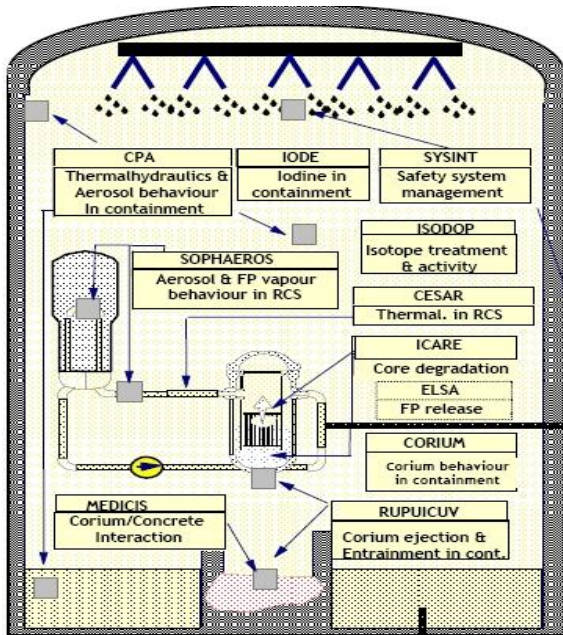 CPA
Thermalhydraulics &
Aerosol behaviour
In containment
IODE
Iodine in
containment
SYSINT
Safety system
management
ISODOP
Isotope treatment
& activity
SOPHAEROS
Aerosol & FP vapour
behaviour in RCS
CESAR
Thermal. in RCS
ICARE
Core degradation
ELSA
FP release
CORIUM
Corium behaviour
in containment
MEDICIS
Corium/Concrete
Interaction
RUPUICUV
Corium ejection &
Entrainment in cont.